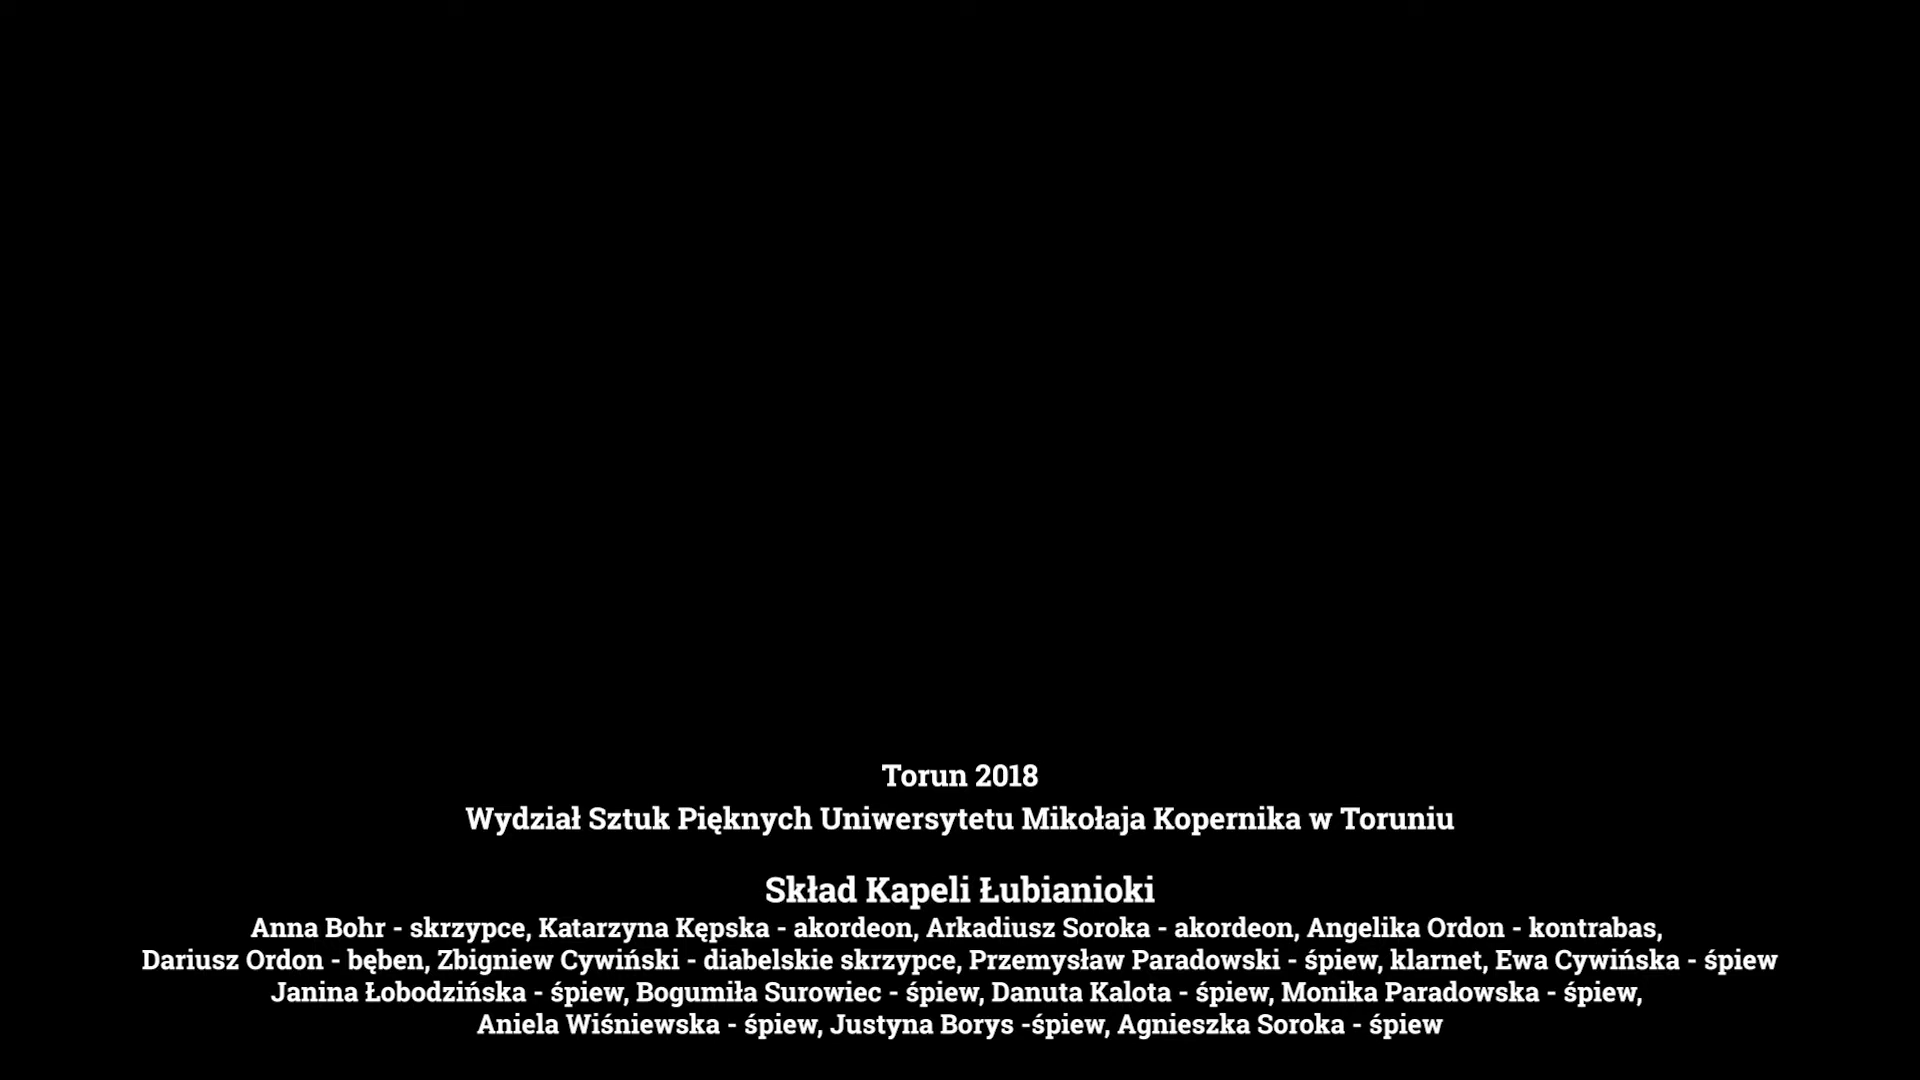 Torun 2018
Wydział Sztuk Pięknych Uniwersytetu Mikołaja Kopernika w Toruniu
Skład Kapeli Łubianioki
Anna Bohr - skrzypce, Katarzyna Kępska - akordeon, Arkadiusz Soroka - akordeon, Angelika Ordon - kontrabas,
Dariusz Ordon - bęben, Zbigniew Cywiński - diabelskie skrzypce, Przemysław Paradowski - śpiew, klarnet, Ewa Cywińska - śpiew
Janina Łobodzińska - śpiew, Bogumiła Surowiec - śpiew, Danuta Kalota - śpiew, Monika Paradowska - śpiew,
Aniela Wiśniewska - śpiew, Justyna Borys -śpiew, Agnieszka Soroka - śpiew